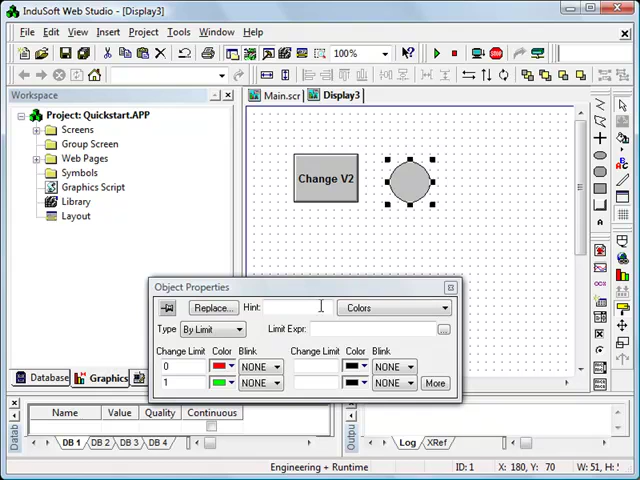 InduSoft Web Studio - [Display3]
File Edit View Insert Project Tools Window Help
100%
Workspace
Main.scr Display3
Project: Quickstart.APP
Screens
Group Screen
Web Pages
Symbols
Graphics Script
Library
Layout
Change V2
Object Properties
Replace... Hint: Colors
Type By Limit Limit Expr: ...
Change Limit Color Blink Change Limit Color Blink
0 NONE NONE
1 NONE NONE More
Database Graphics
Name Value Quality Continuous
DB 1 DB 2 DB 3 DB 4
Log XRef
Databas
Output
Engineering + Runtime ID: 1 X: 180, Y: 70 W: 51, H: